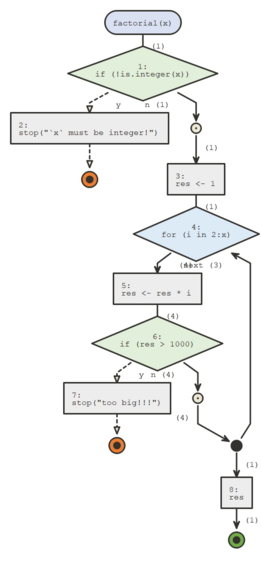 factorial(x)
(1)
1:
if (!is.integer(x))
y n (1)
2:
stop("`x` must be integer!")
(1)
3:
res <- 1
(1)
4:
for (i in 2:x)
next (3)
5:
res <- res * i
(4)
6:
if (res > 1000)
y n (4)
7:
stop("too big!!!")
(4)
(1)
8:
res
(1)